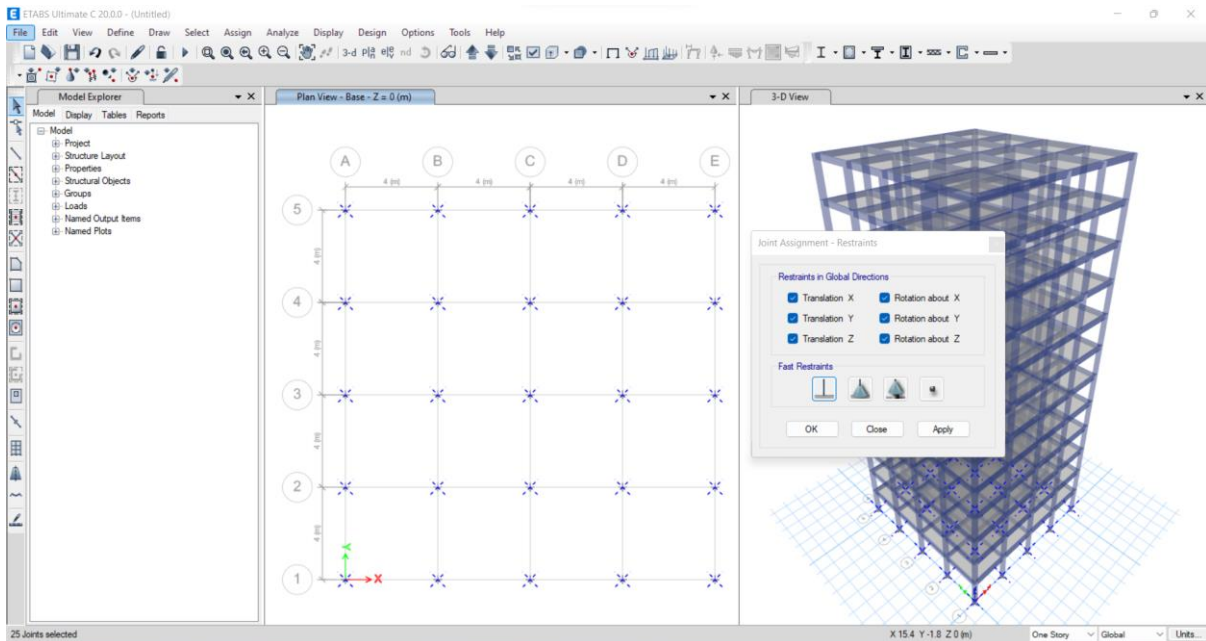 ETABS Ultimate C 20.0.0 - (Untitled)
File Edit View Define Draw Select Assign Analyze Display Design Options Tools Help
3-d
nd
Model Explorer
Plan View - Base - Z = 0 (m)
3-D View
Model Display Tables Reports
Model
Project
Structure Layout
Properties
Structural Objects
Groups
Loads
Named Output Items
Named Plots
A B C D E
4 (m) 4 (m) 4 (m) 4 (m)
5
4 (m)
4
4 (m)
3
4 (m)
2
4 (m)
1
Y
X
Joint Assignment - Restraints
Restraints in Global Directions
Translation X Rotation about X
Translation Y Rotation about Y
Translation Z Rotation about Z
Fast Restraints
OK Close Apply
25 Joints selected
X 15.4 Y -1.8 Z 0 (m)
One Story
Global
Units...